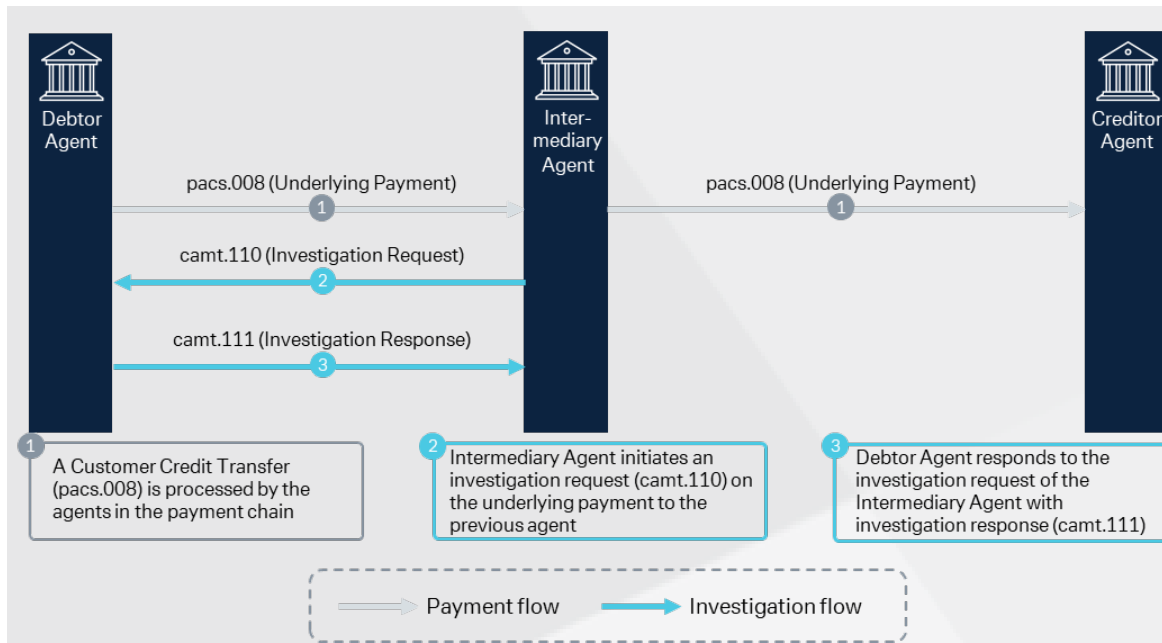 Debtor
Agent
Inter-
mediary
Agent
Creditor
Agent
pacs.008 (Underlying Payment)
1
pacs.008 (Underlying Payment)
1
camt.110 (Investigation Request)
2
camt.111 (Investigation Response)
3
1
A Customer Credit Transfer
(pacs.008) is processed by the
agents in the payment chain
2
Intermediary Agent initiates an
investigation request (camt.110) on
the underlying payment to the
previous agent
3
Debtor Agent responds to the
investigation request of the
Intermediary Agent with
investigation response (camt.111)
Payment flow
Investigation flow